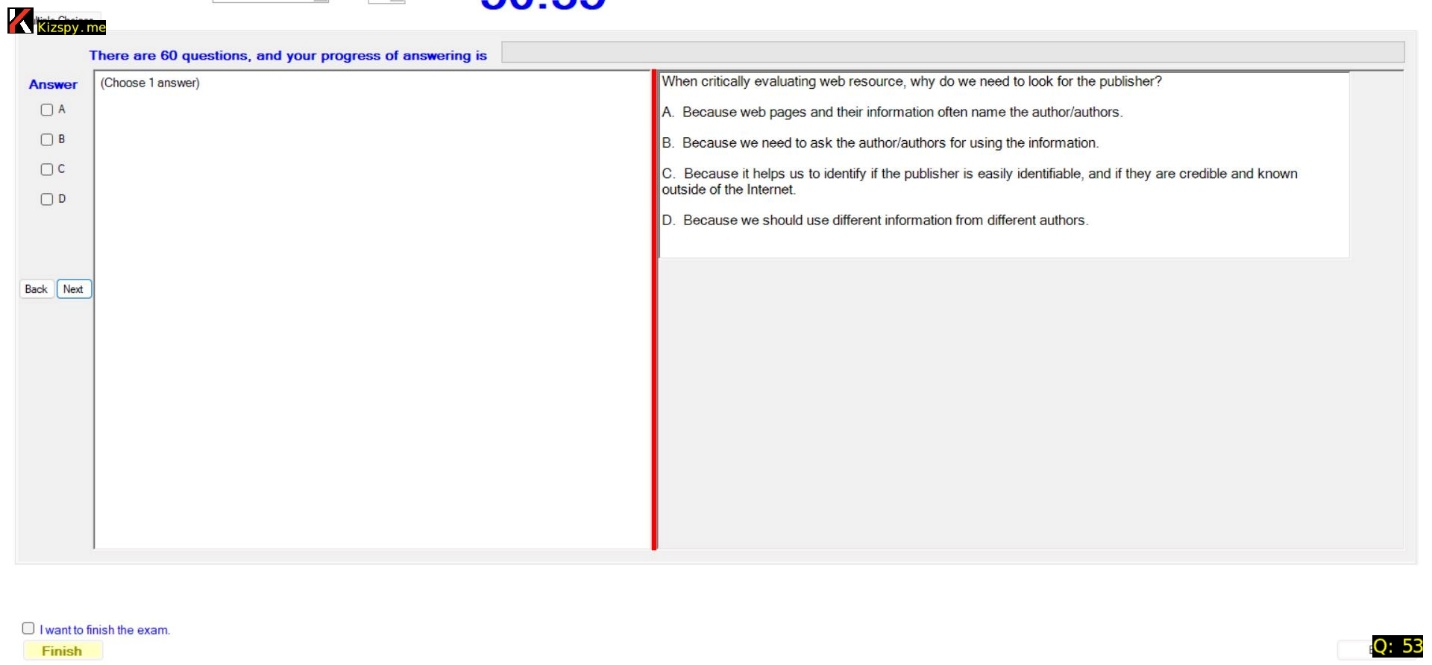 Kizspy.me
There are 60 questions, and your progress of answering is
Answer
(Choose 1 answer)
A
B
C
D
Back Next
When critically evaluating web resource, why do we need to look for the publisher?
A. Because web pages and their information often name the author/authors.
B. Because we need to ask the author/authors for using the information.
C. Because it helps us to identify if the publisher is easily identifiable, and if they are credible and known
outside of the Internet.
D. Because we should use different information from different authors.
I want to finish the exam.
Finish
Q: 53